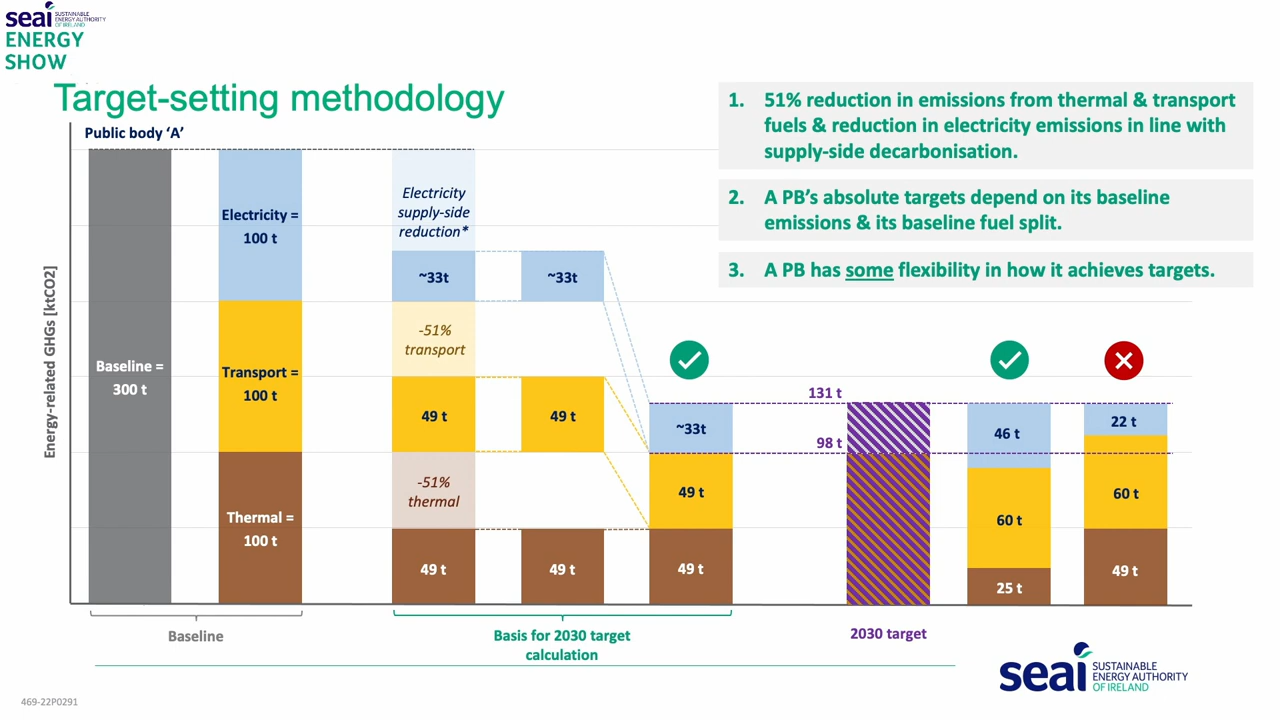 seai SUSTAINABLE
ENERGY AUTHORITY
OF IRELAND
ENERGY
SHOW
Target-setting methodology
1. 51% reduction in emissions from thermal & transport
fuels & reduction in electricity emissions in line with
supply-side decarbonisation.
2. A PB’s absolute targets depend on its baseline
emissions & its baseline fuel split.
3. A PB has some flexibility in how it achieves targets.
Energy-related GHGs [ktCO2]
Public body ‘A’
Baseline =
300 t
Electricity =
100 t
Transport =
100 t
Thermal =
100 t
Electricity
supply-side
reduction*
~33t
-51%
transport
49 t
-51%
thermal
49 t
~33t
49 t
49 t
~33t
49 t
49 t
131 t
98 t
46 t
60 t
25 t
22 t
60 t
49 t
Baseline
Basis for 2030 target
calculation
2030 target
seai SUSTAINABLE
ENERGY AUTHORITY
OF IRELAND
469-22P0291